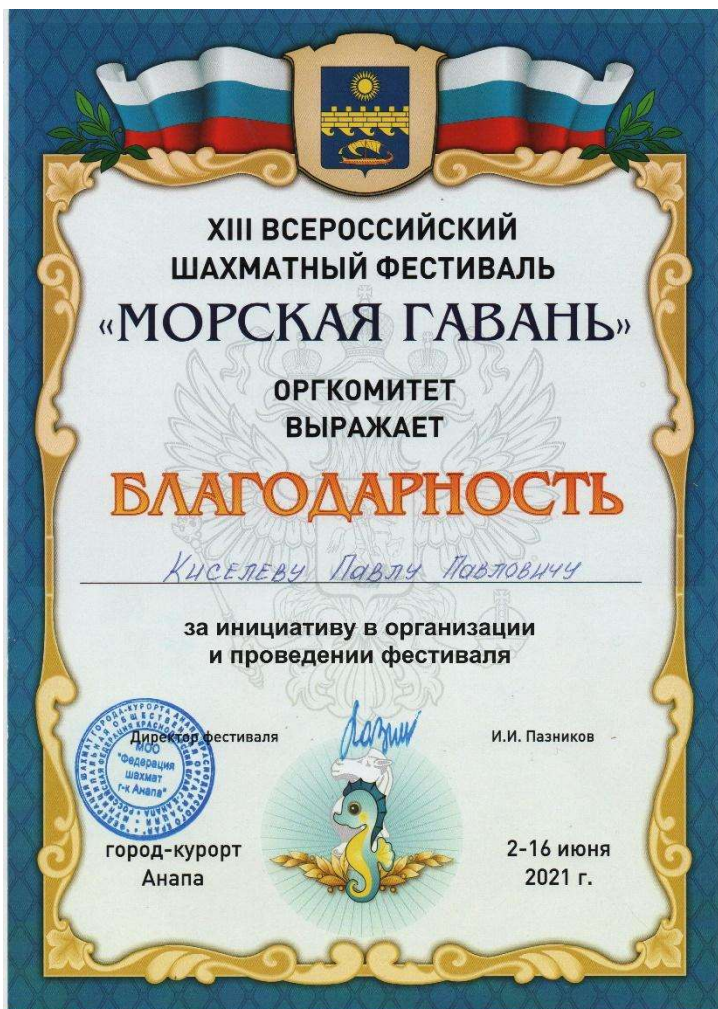 XIII ВСЕРОССИЙСКИЙ
ШАХМАТНЫЙ ФЕСТИВАЛЬ
«МОРСКАЯ ГАВАНЬ»
ОРГКОМИТЕТ
ВЫРАЖАЕТ
БЛАГОДАРНОСТЬ
Киселеву Павлу Павловичу
за инициативу в организации
и проведении фестиваля
Директор фестиваля
И.И. Пазников
МОО
"Федерация
шахмат
г-к Анапа"
город-курорт
Анапа
2-16 июня
2021 г.